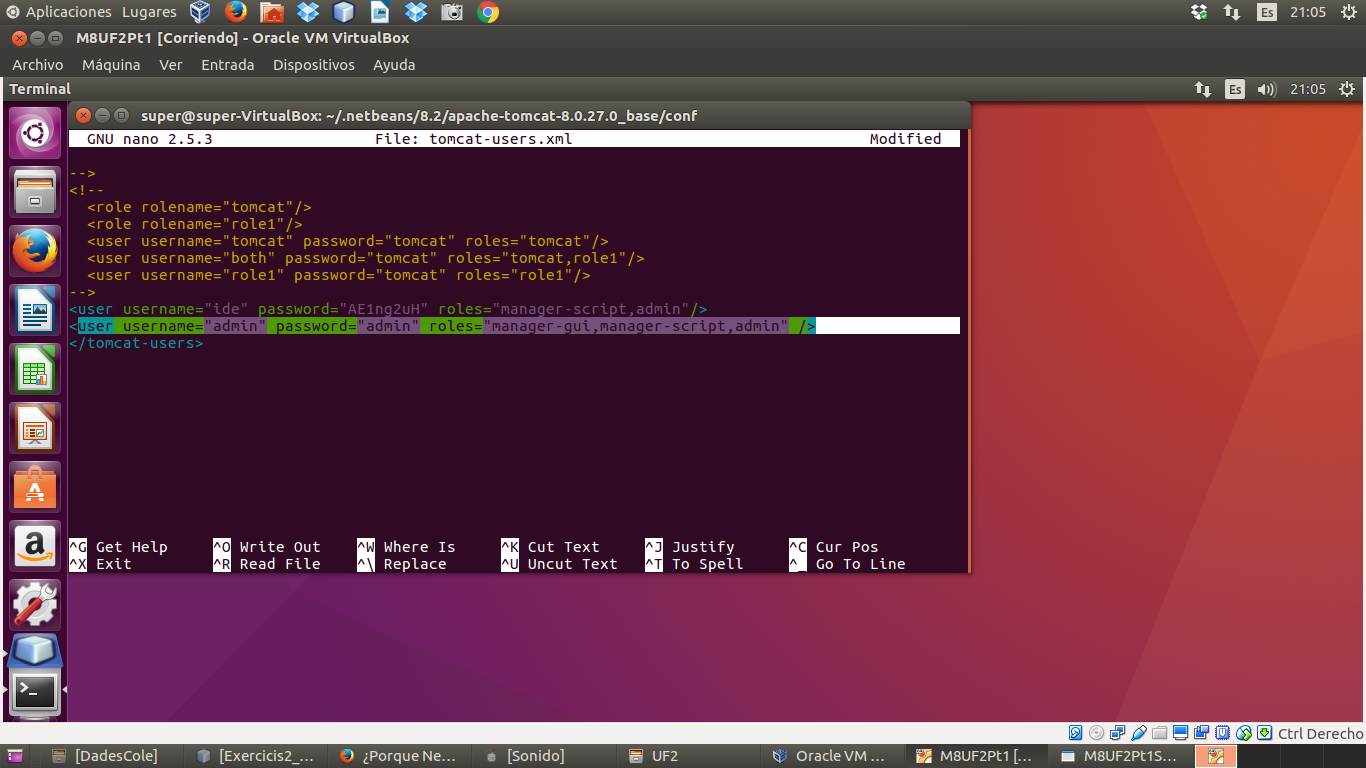 Aplicaciones Lugares Es 21:05
M8UF2Pt1 [Corriendo] - Oracle VM VirtualBox
Archivo Máquina Ver Entrada Dispositivos Ayuda
Terminal Es 21:05
super@super-VirtualBox: ~/.netbeans/8.2/apache-tomcat-8.0.27.0_base/conf
GNU nano 2.5.3 File: tomcat-users.xml Modified
-->
<!--
<role rolename="tomcat"/>
<role rolename="role1"/>
<user username="tomcat" password="tomcat" roles="tomcat"/>
<user username="both" password="tomcat" roles="tomcat,role1"/>
<user username="role1" password="tomcat" roles="role1"/>
-->
<user username="ide" password="AE1ng2uH" roles="manager-script,admin"/>
<user username="admin" password="admin" roles="manager-gui,manager-script,admin" />
</tomcat-users>
^G Get Help ^O Write Out ^W Where Is ^K Cut Text ^J Justify ^C Cur Pos
^X Exit ^R Read File ^\ Replace ^U Uncut Text ^T To Spell ^_ Go To Line
Ctrl Derecho
[DadesCole] [Exercicis2_... ¿Porque Ne... [Sonido] UF2 Oracle VM ... M8UF2Pt1 [... M8UF2Pt1S...